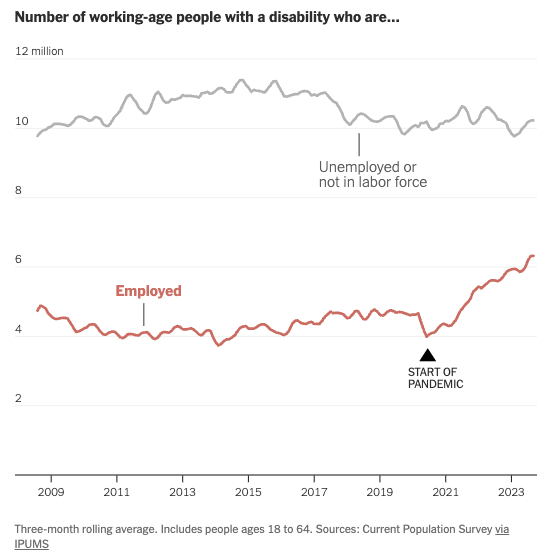 Number of working-age people with a disability who are...
12 million
10
Unemployed or
not in labor force
8
6
Employed
4
START OF
PANDEMIC
2
2009 2011 2013 2015 2017 2019 2021 2023
Three-month rolling average. Includes people ages 18 to 64. Sources: Current Population Survey via
IPUMS